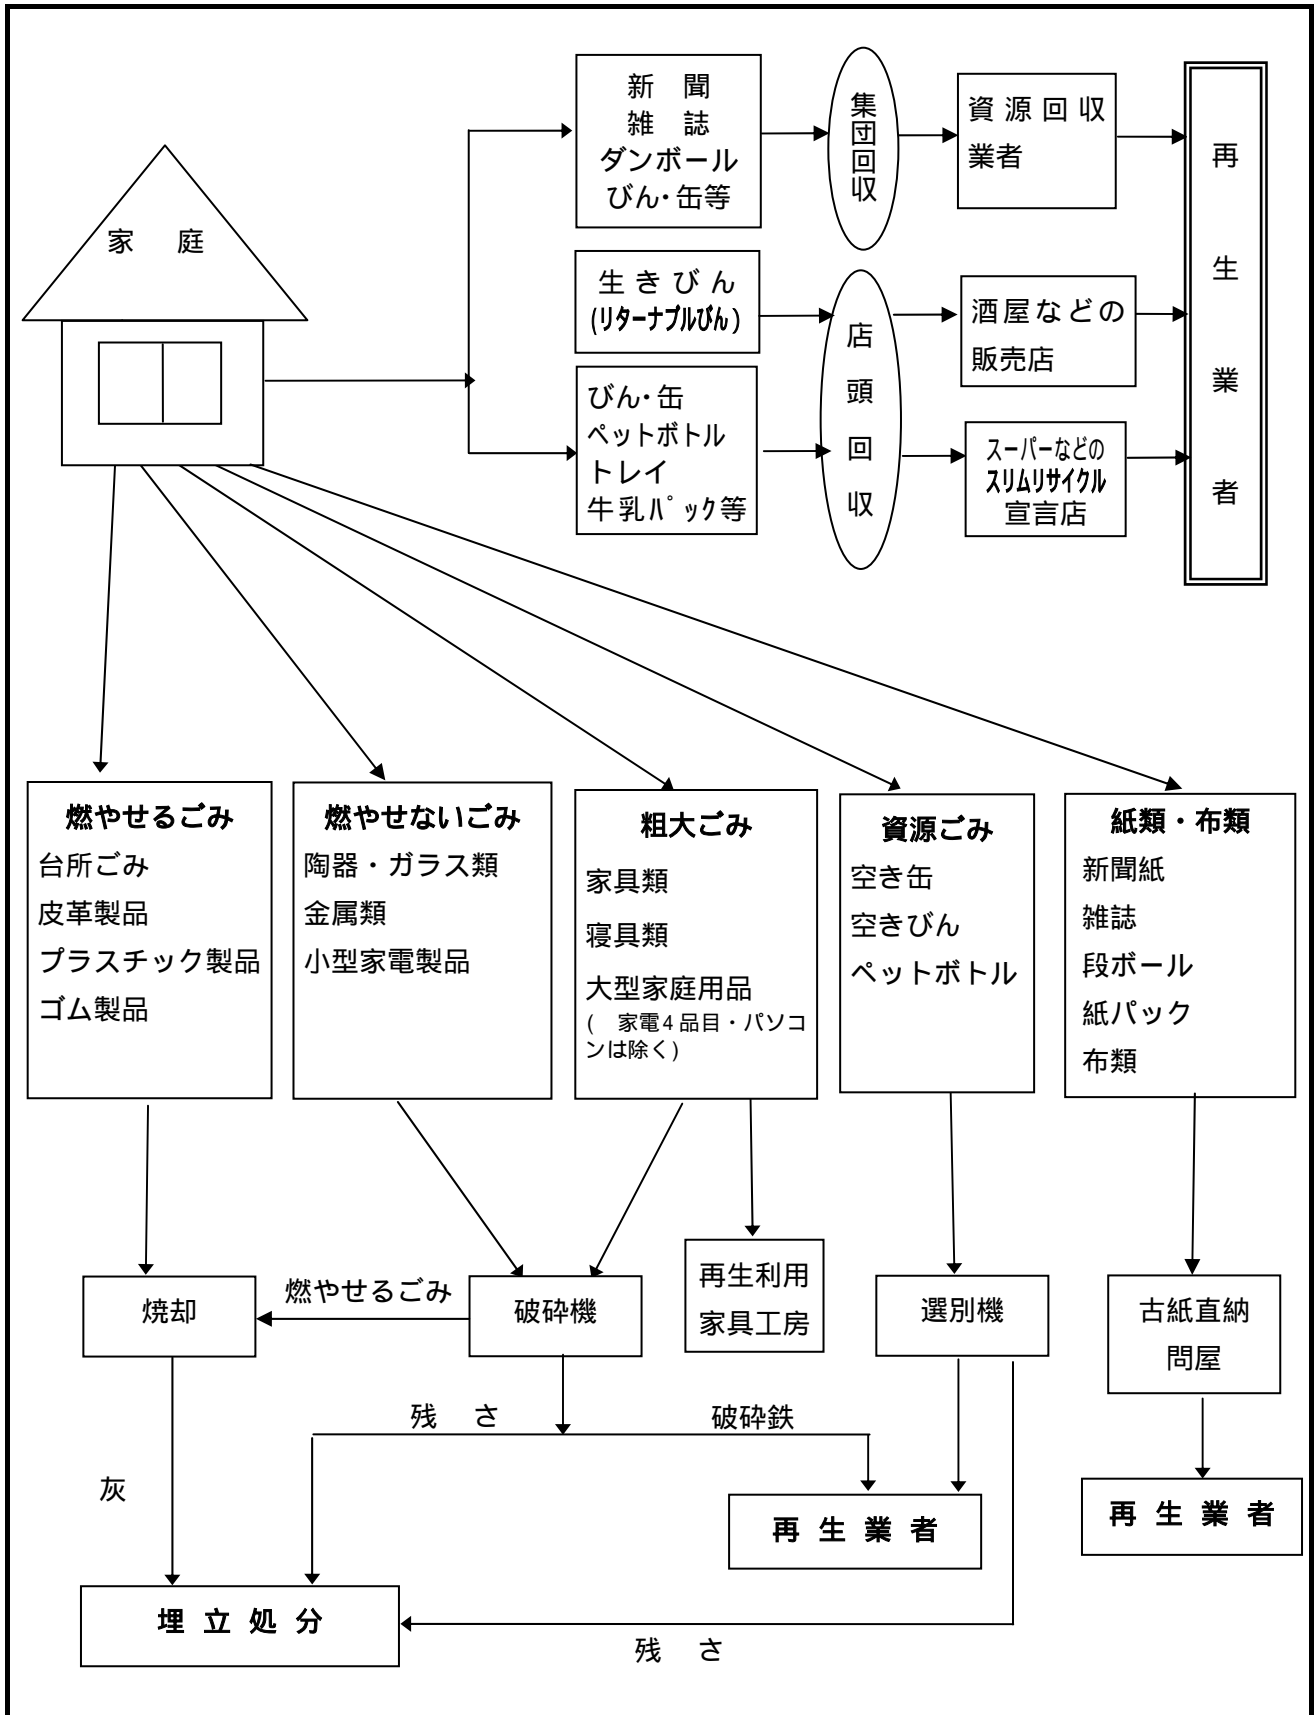 家　庭
新　聞
雑　誌
ダンボール
びん・缶等
集団回収
資源回収
業者
再生業者
生きびん
(リターナブルびん)
店頭回収
酒屋などの
販売店
びん・缶
ペットボトル
トレイ
牛乳パック等
スーパーなどの
スリムリサイクル
宣言店
燃やせるごみ
台所ごみ
皮革製品
プラスチック製品
ゴム製品
燃やせないごみ
陶器・ガラス類
金属類
小型家電製品
粗大ごみ
家具類
寝具類
大型家庭用品
(　家電4品目・パソコ
ンは除く)
資源ごみ
空き缶
空きびん
ペットボトル
紙類・布類
新聞紙
雑誌
段ボール
紙パック
布類
焼却
燃やせるごみ
破砕機
再生利用
家具工房
選別機
古紙直納
問屋
残　さ
破砕鉄
灰
再生業者
再生業者
埋立処分
残　さ